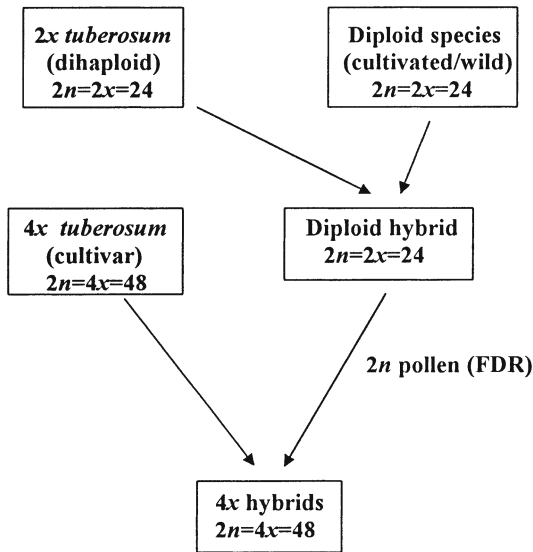 2x tuberosum
(dihaploid)
2n=2x=24
Diploid species
(cultivated/wild)
2n=2x=24
4x tuberosum
(cultivar)
2n=4x=48
Diploid hybrid
2n=2x=24
2n pollen (FDR)
4x hybrids
2n=4x=48